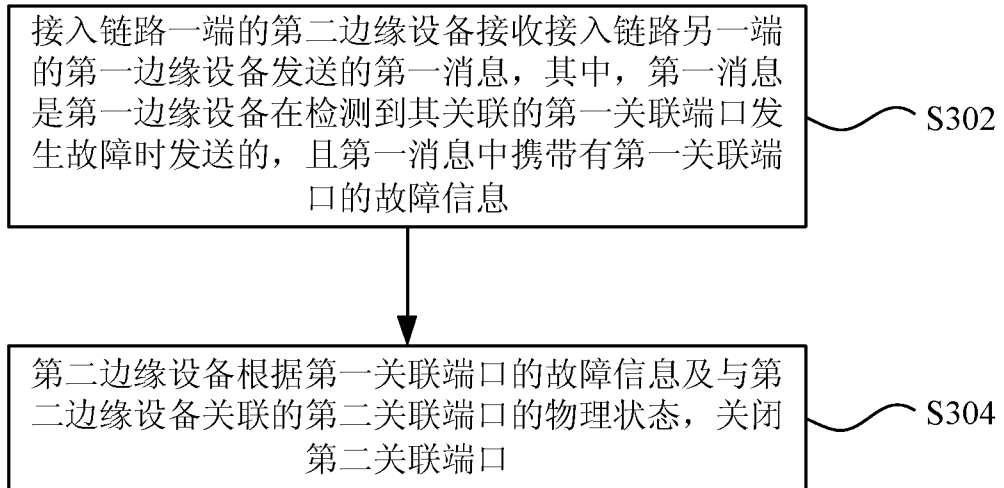 接入链路一端的第二边缘设备接收接入链路另一端
的第一边缘设备发送的第一消息，其中，第一消息
是第一边缘设备在检测到其关联的第一关联端口发
生故障时发送的，且第一消息中携带有第一关联端
口的故障信息
S302
第二边缘设备根据第一关联端口的故障信息及与第
二边缘设备关联的第二关联端口的物理状态，关闭
第二关联端口
S304